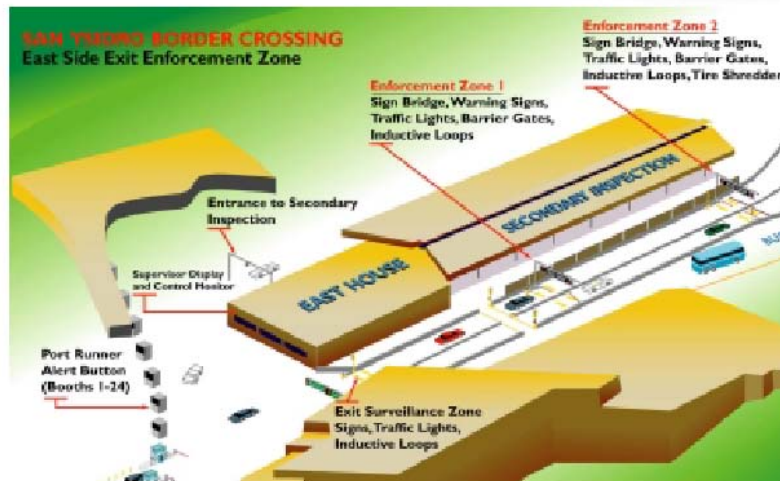 SAN YSIDRO BORDER CROSSING
East Side Exit Enforcement Zone
Enforcement Zone 2
Sign Bridge, Warning Signs,
Traffic Lights, Barrier Gates,
Inductive Loops, Tire Shredder
Enforcement Zone 1
Sign Bridge, Warning Signs,
Traffic Lights, Barrier Gates,
Inductive Loops
Entrance to Secondary
Inspection
SECONDARY INSPECTION
Supervisor Display
and Control Monitor
EAST HOUSE
Port Runner
Alert Button
(Booths 1-24)
Exit Surveillance Zone
Signs, Traffic Lights,
Inductive Loops